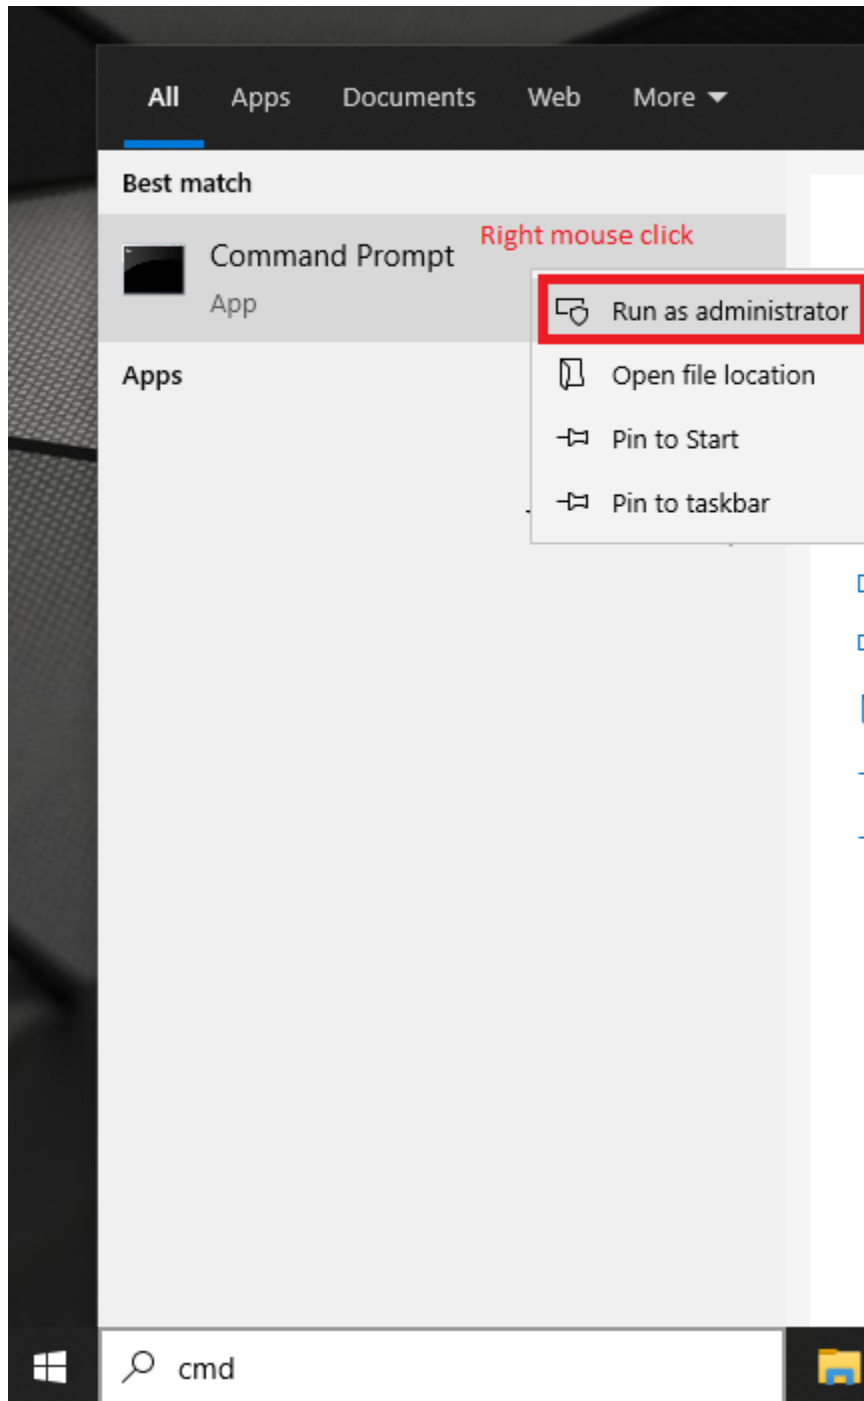 All Apps Documents Web More
Best match
Right mouse click
Command Prompt
App
Run as administrator
Apps
Open file location
Pin to Start
Pin to taskbar
cmd